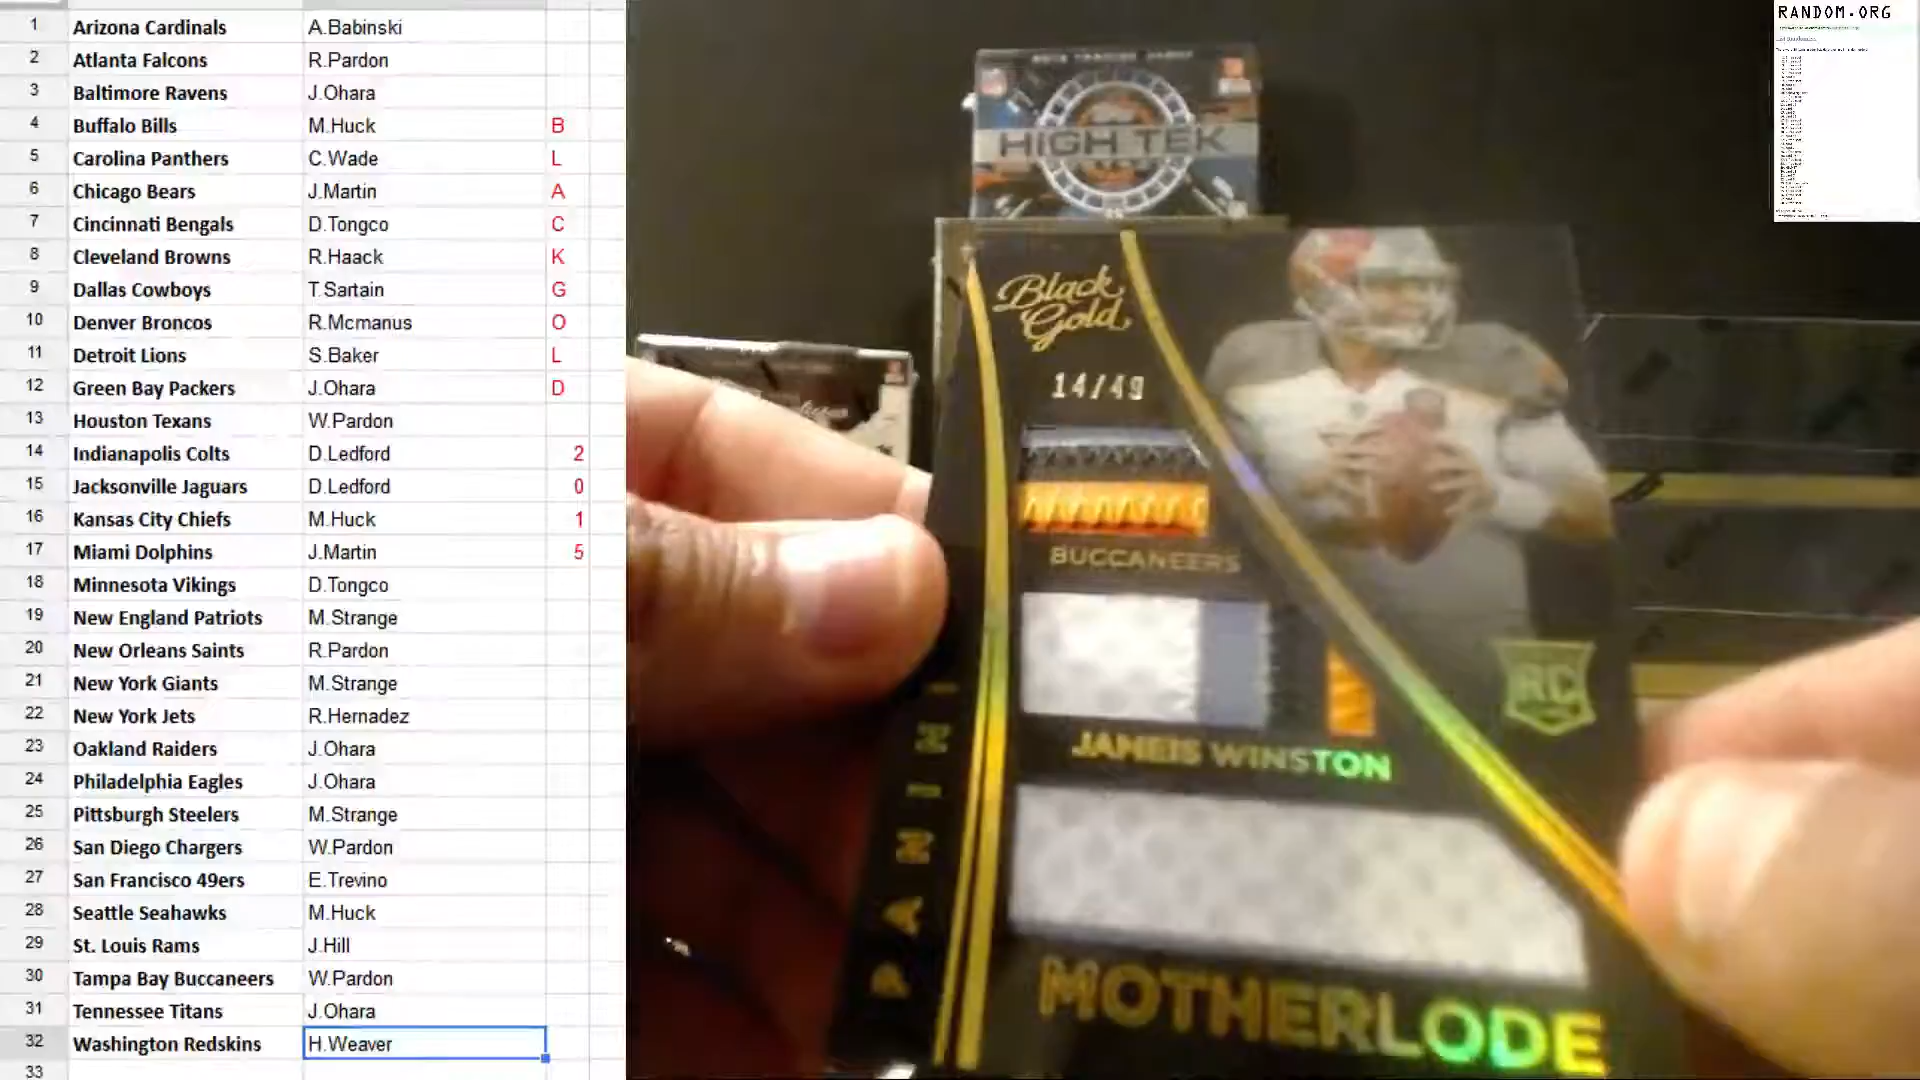 1 Arizona Cardinals A.Babinski
2 Atlanta Falcons R.Pardon
3 Baltimore Ravens J.Ohara
4 Buffalo Bills M.Huck B
5 Carolina Panthers C.Wade L
6 Chicago Bears J.Martin A
7 Cincinnati Bengals D.Tongco C
8 Cleveland Browns R.Haack K
9 Dallas Cowboys T.Sartain G
10 Denver Broncos R.Mcmanus O
11 Detroit Lions S.Baker L
12 Green Bay Packers J.Ohara D
13 Houston Texans W.Pardon
14 Indianapolis Colts D.Ledford 2
15 Jacksonville Jaguars D.Ledford 0
16 Kansas City Chiefs M.Huck 1
17 Miami Dolphins J.Martin 5
18 Minnesota Vikings D.Tongco
19 New England Patriots M.Strange
20 New Orleans Saints R.Pardon
21 New York Giants M.Strange
22 New York Jets R.Hernadez
23 Oakland Raiders J.Ohara
24 Philadelphia Eagles J.Ohara
25 Pittsburgh Steelers M.Strange
26 San Diego Chargers W.Pardon
27 San Francisco 49ers E.Trevino
28 Seattle Seahawks M.Huck
29 St. Louis Rams J.Hill
30 Tampa Bay Buccaneers W.Pardon
31 Tennessee Titans J.Ohara
32 Washington Redskins H.Weaver
33
HIGH TEK
Black
Gold
14/49
BUCCANEERS
RC
JAMEIS WINSTON
MOTHERLODE
PANINI
RANDOM.ORG